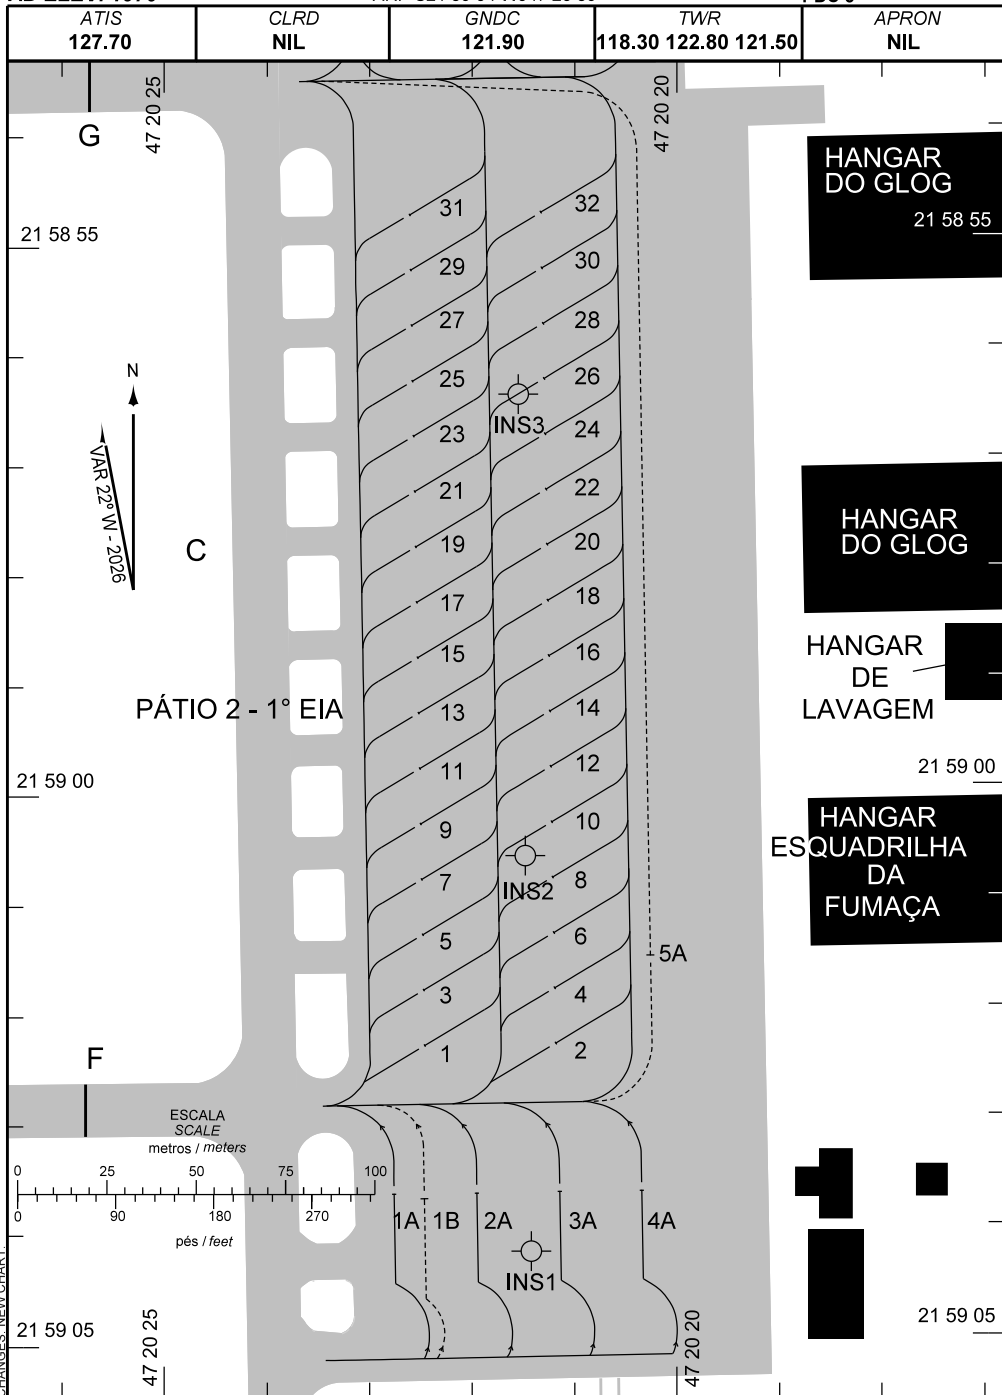 ATIS
127.70
CLRD
NIL
GNDC
121.90
TWR
118.30 122.80 121.50
APRON
NIL
47 20 25
47 20 20
G
HANGAR
DO GLOG
21 58 55
21 58 55
31
32
29
30
27
28
25
26
INS3
23
24
21
22
19
20
17
18
15
16
13
14
11
12
9
10
7
8
INS2
5
6
5A
3
4
1
2
N
VAR 22° W - 2026
C
HANGAR
DO GLOG
HANGAR
DE
LAVAGEM
PÁTIO 2 - 1° EIA
21 59 00
21 59 00
HANGAR
ESQUADRILHA
DA
FUMAÇA
F
ESCALA
SCALE
metros / meters
0 25 50 75 100
0 90 180 270
pés / feet
1A
1B
2A
3A
4A
INS1
21 59 05
21 59 05
47 20 25
47 20 20
CHANGES: NEW CHART.